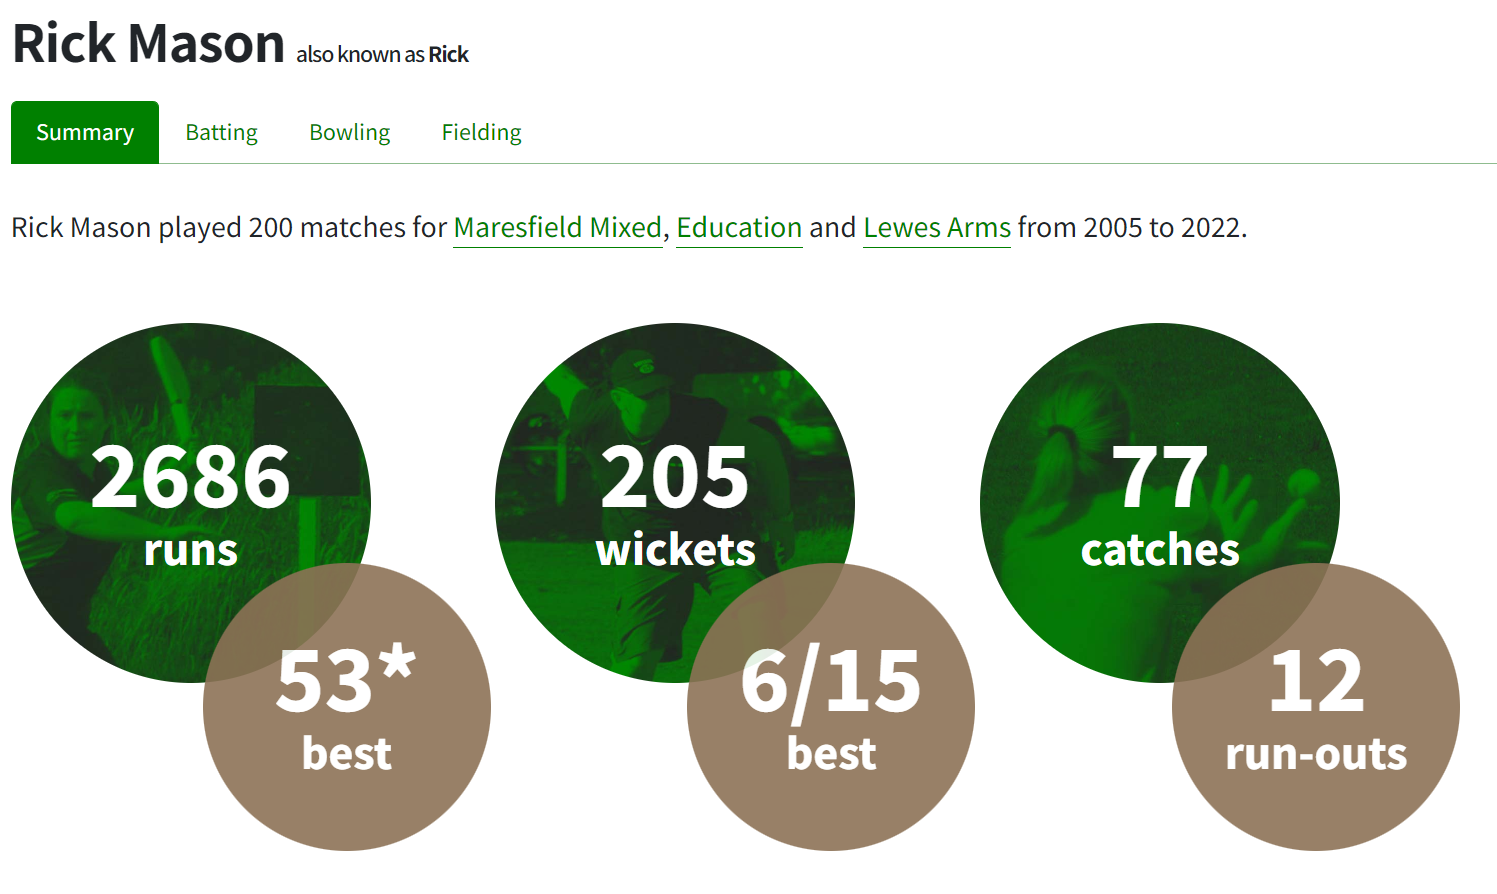 Rick Mason also known as Rick
Summary Batting Bowling Fielding
Rick Mason played 200 matches for Maresfield Mixed, Education and Lewes Arms from 2005 to 2022.
2686
runs
53*
best
205
wickets
6/15
best
77
catches
12
run-outs